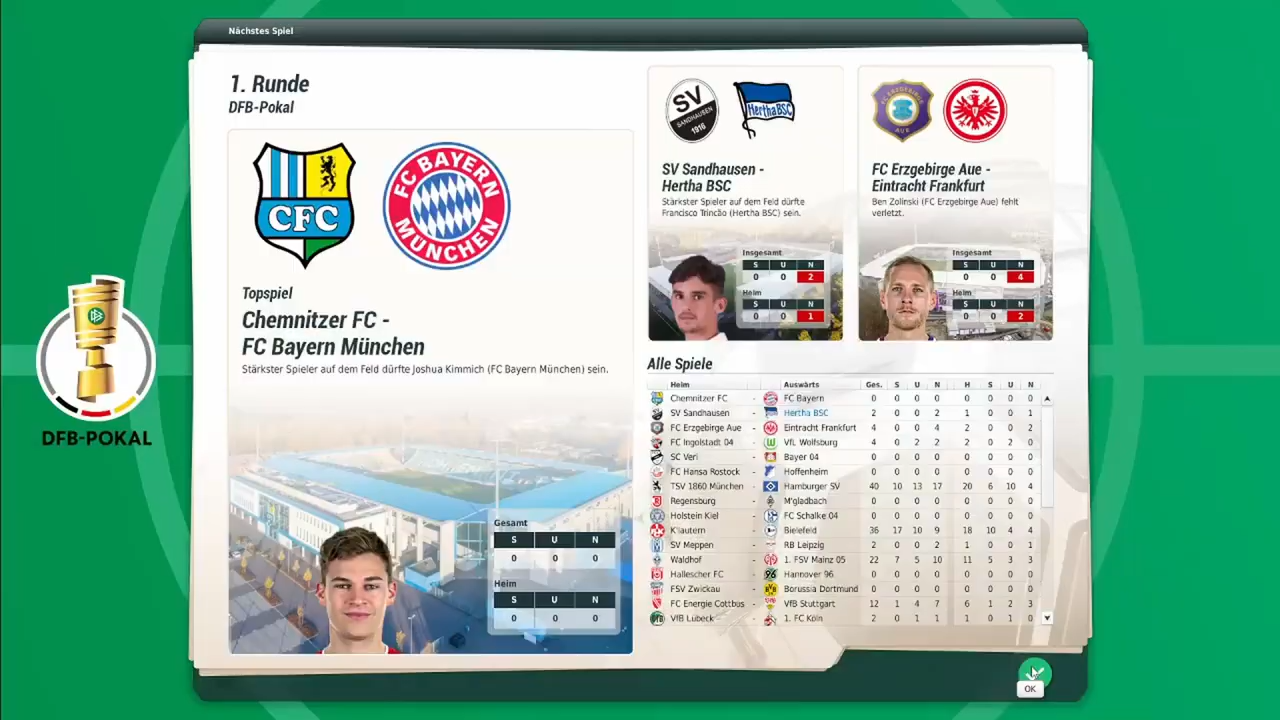 Nächstes Spiel
1. Runde
DFB-Pokal
CFC
FC BAYERN
MÜNCHEN
Topspiel
Chemnitzer FC -
FC Bayern München
Stärkster Spieler auf dem Feld dürfte Joshua Kimmich (FC Bayern München) sein.
Gesamt
S U N
0 0 0
Heim
S U N
0 0 0
SV
SANDHAUSEN
1916
Hertha BSC
SV Sandhausen -
Hertha BSC
Stärkster Spieler auf dem Feld dürfte
Francisco Trincão (Hertha BSC) sein.
Insgesamt
S U N
0 0 2
Heim
S U N
0 0 1
FC ERZGEBIRGE
AUE
FC Erzgebirge Aue -
Eintracht Frankfurt
Ben Zolinski (FC Erzgebirge Aue) fehlt
verletzt.
Insgesamt
S U N
0 0 4
Heim
S U N
0 0 2
Alle Spiele
Heim Auswärts Ges. S U N H S U N
Chemnitzer FC - FC Bayern 0 0 0 0 0 0 0 0
SV Sandhausen - Hertha BSC 2 0 0 2 1 0 0 1
FC Erzgebirge Aue - Eintracht Frankfurt 4 0 0 4 2 0 0 2
FC Ingolstadt 04 - VfL Wolfsburg 4 0 2 2 2 0 2 0
SC Verl - Bayer 04 0 0 0 0 0 0 0 0
FC Hansa Rostock - Hoffenheim 0 0 0 0 0 0 0 0
TSV 1860 München - Hamburger SV 40 10 13 17 20 6 10 4
Regensburg - M'gladbach 0 0 0 0 0 0 0 0
Holstein Kiel - FC Schalke 04 0 0 0 0 0 0 0 0
K'lautern - Bielefeld 36 17 10 9 18 10 4 4
SV Meppen - RB Leipzig 2 0 0 2 1 0 0 1
Waldhof - 1. FSV Mainz 05 22 7 5 10 11 5 3 3
Hallescher FC - Hannover 96 0 0 0 0 0 0 0 0
FSV Zwickau - Borussia Dortmund 0 0 0 0 0 0 0 0
FC Energie Cottbus - VfB Stuttgart 12 1 4 7 6 1 2 3
VfB Lübeck - 1. FC Köln 2 0 1 1 1 0 1 0
DFB-POKAL
OK